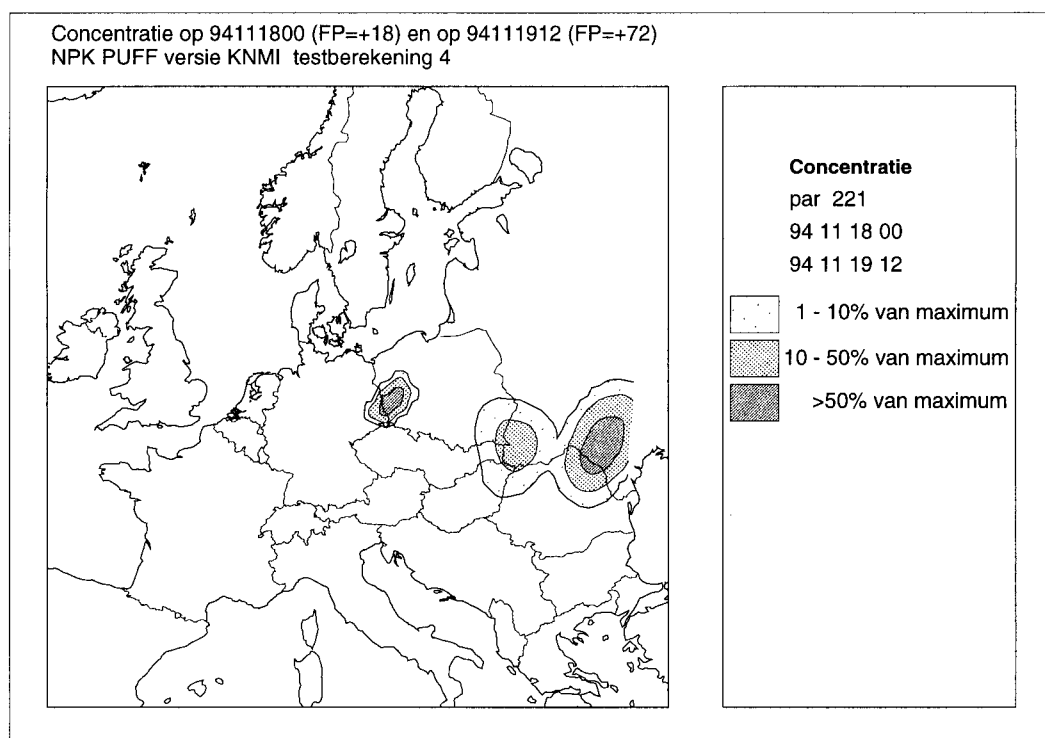 Concentratie op 94111800 (FP=+18) en op 94111912 (FP=+72)
NPK PUFF versie KNMI testberekening 4
Concentratie
par 221
94 11 18 00
94 11 19 12
1 - 10% van maximum
10 - 50% van maximum
>50% van maximum